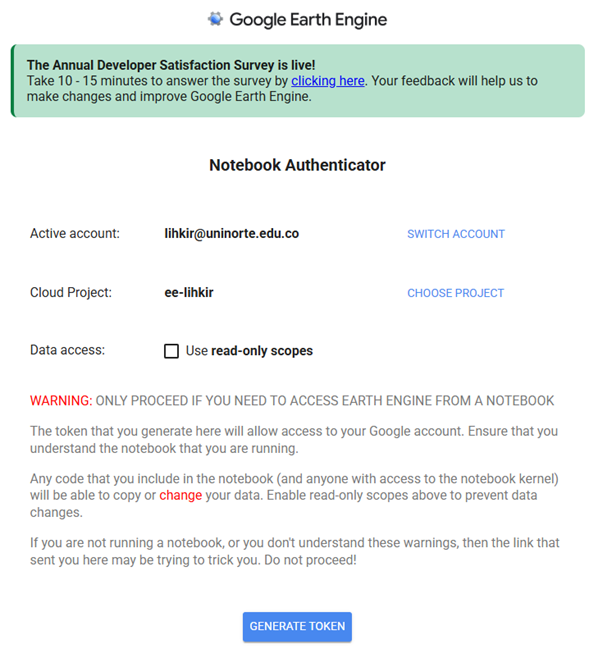 Google Earth Engine
The Annual Developer Satisfaction Survey is live!
Take 10 - 15 minutes to answer the survey by clicking here. Your feedback will help us to
make changes and improve Google Earth Engine.
Notebook Authenticator
Active account: lihkir@uninorte.edu.co SWITCH ACCOUNT
Cloud Project: ee-lihkir CHOOSE PROJECT
Data access: Use read-only scopes
WARNING: ONLY PROCEED IF YOU NEED TO ACCESS EARTH ENGINE FROM A NOTEBOOK
The token that you generate here will allow access to your Google account. Ensure that you
understand the notebook that you are running.
Any code that you include in the notebook (and anyone with access to the notebook kernel)
will be able to copy or change your data. Enable read-only scopes above to prevent data
changes.
If you are not running a notebook, or you don't understand these warnings, then the link that
sent you here may be trying to trick you. Do not proceed!
GENERATE TOKEN